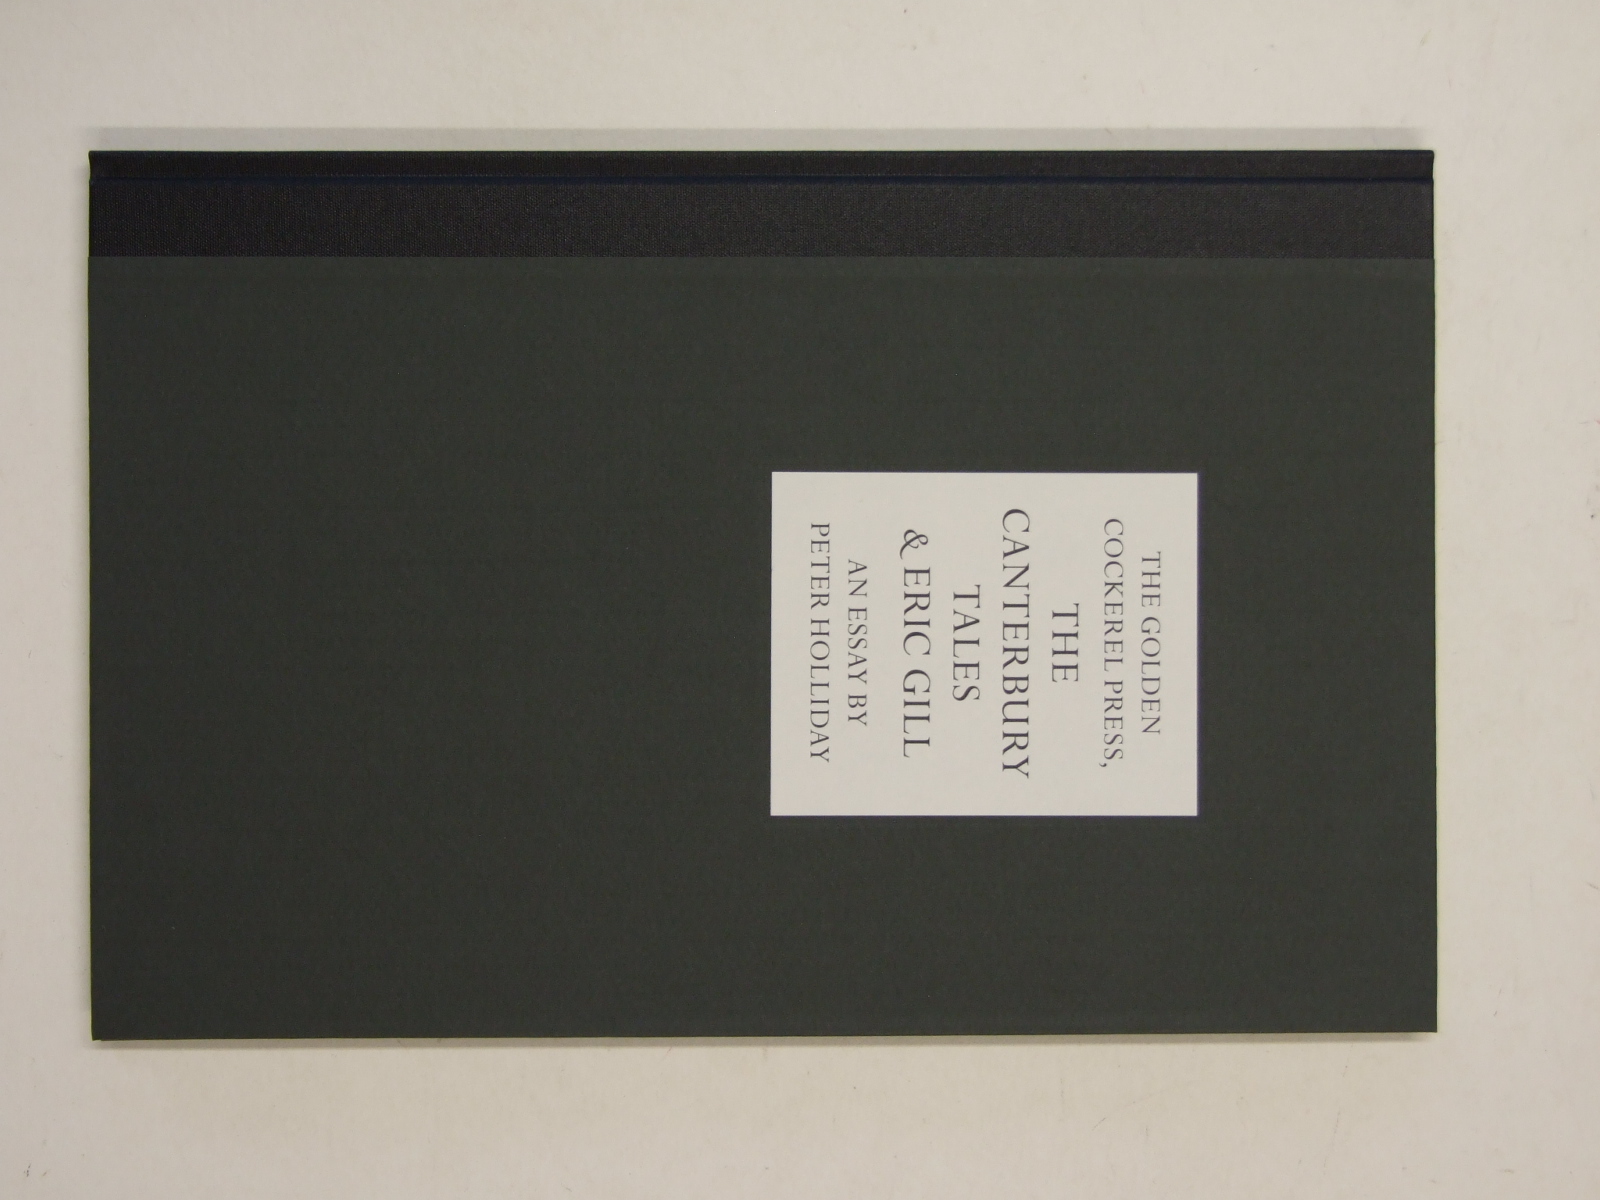 THE GOLDEN
COCKEREL PRESS,
THE
CANTERBURY
TALES
& ERIC GILL
AN ESSAY BY
PETER HOLLIDAY